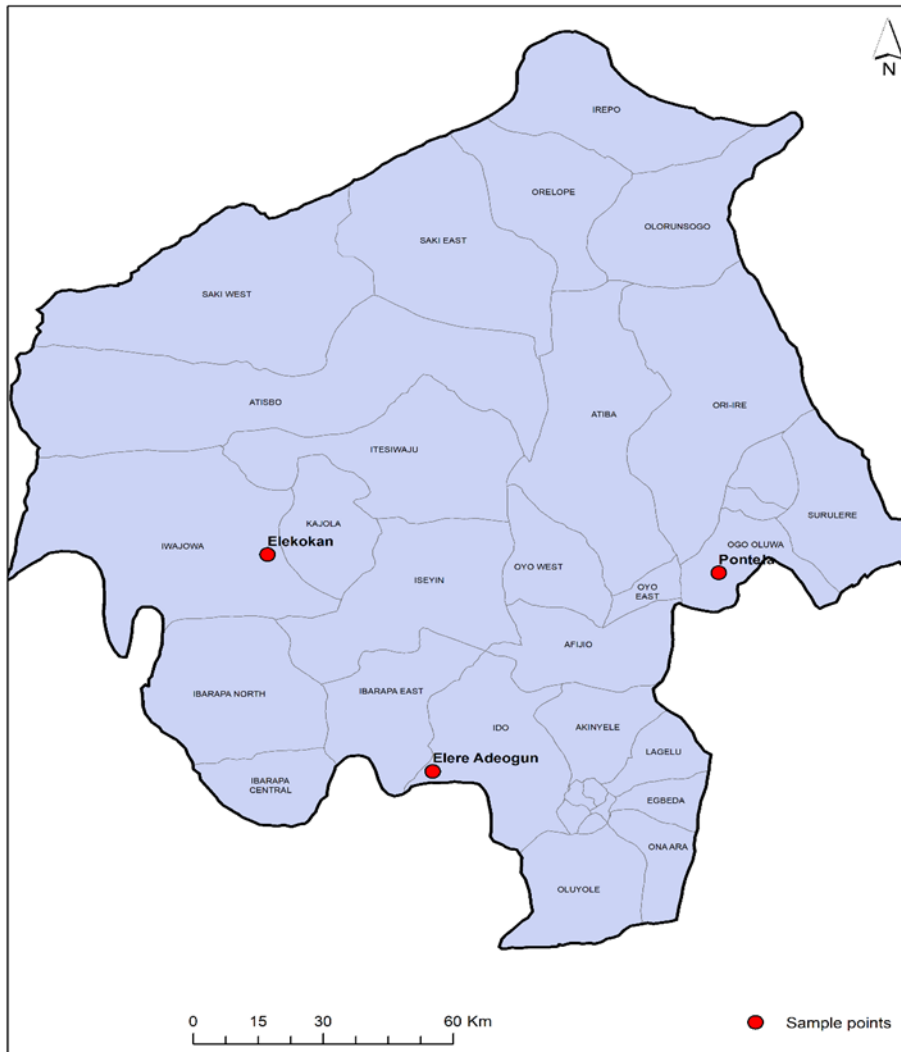 N
IREPO
ORELOPE
OLORUNSOGO
SAKI EAST
SAKI WEST
ATISBO
ATIBA
ORI-IRE
ITESIWAJU
KAJOLA
SURULERE
Elekokan
IWAJOWA
OGO OLUWA
Pontela
OYO WEST
ISEYIN
OYO
EAST
AFIJIO
IBARAPA NORTH
IBARAPA EAST
IDO
AKINYELE
LAGELU
Elere Adeogun
IBARAPA
CENTRAL
EGBEDA
ONA ARA
OLUYOLE
0 17 30 60 Km
Sample points